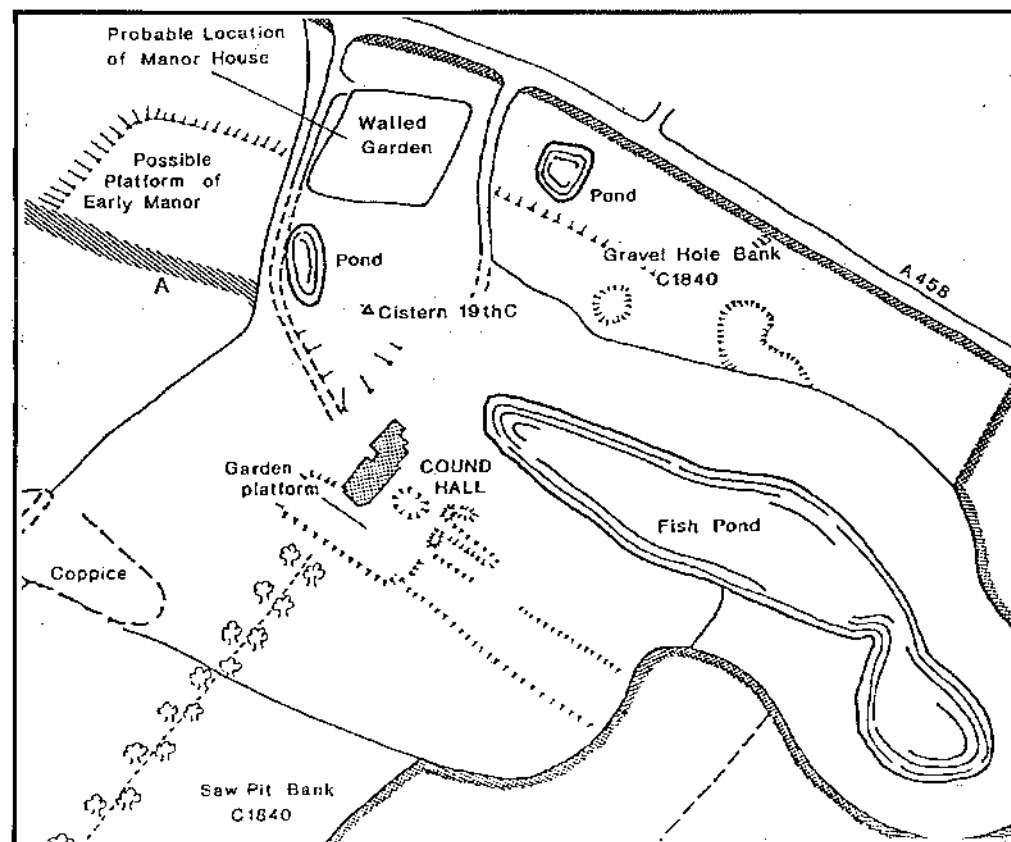 Probable Location
of Manor House
Walled
Garden
Possible
Platform of
Early Manor
Pond
Pond
Gravel Hole Bank
C1840
A 458
A
Cistern 19thC
Garden
platform
COUND
HALL
Fish Pond
Coppice
Saw Pit Bank
C1840